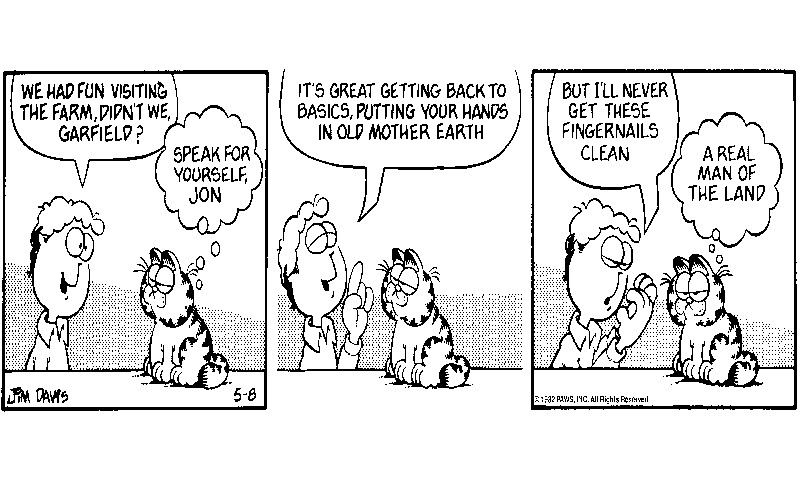 WE HAD FUN VISITING
THE FARM, DIDN'T WE,
GARFIELD?
SPEAK FOR
YOURSELF,
JON
JIM DAVIS
5-8
IT'S GREAT GETTING BACK TO
BASICS, PUTTING YOUR HANDS
IN OLD MOTHER EARTH
BUT I'LL NEVER
GET THESE
FINGERNAILS
CLEAN
A REAL
MAN OF
THE LAND
© 1982 PAWS, INC. All Rights Reserved